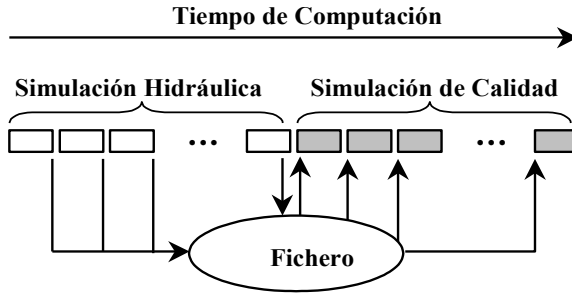 Tiempo de Computación
Simulación Hidráulica Simulación de Calidad
... ...
Fichero